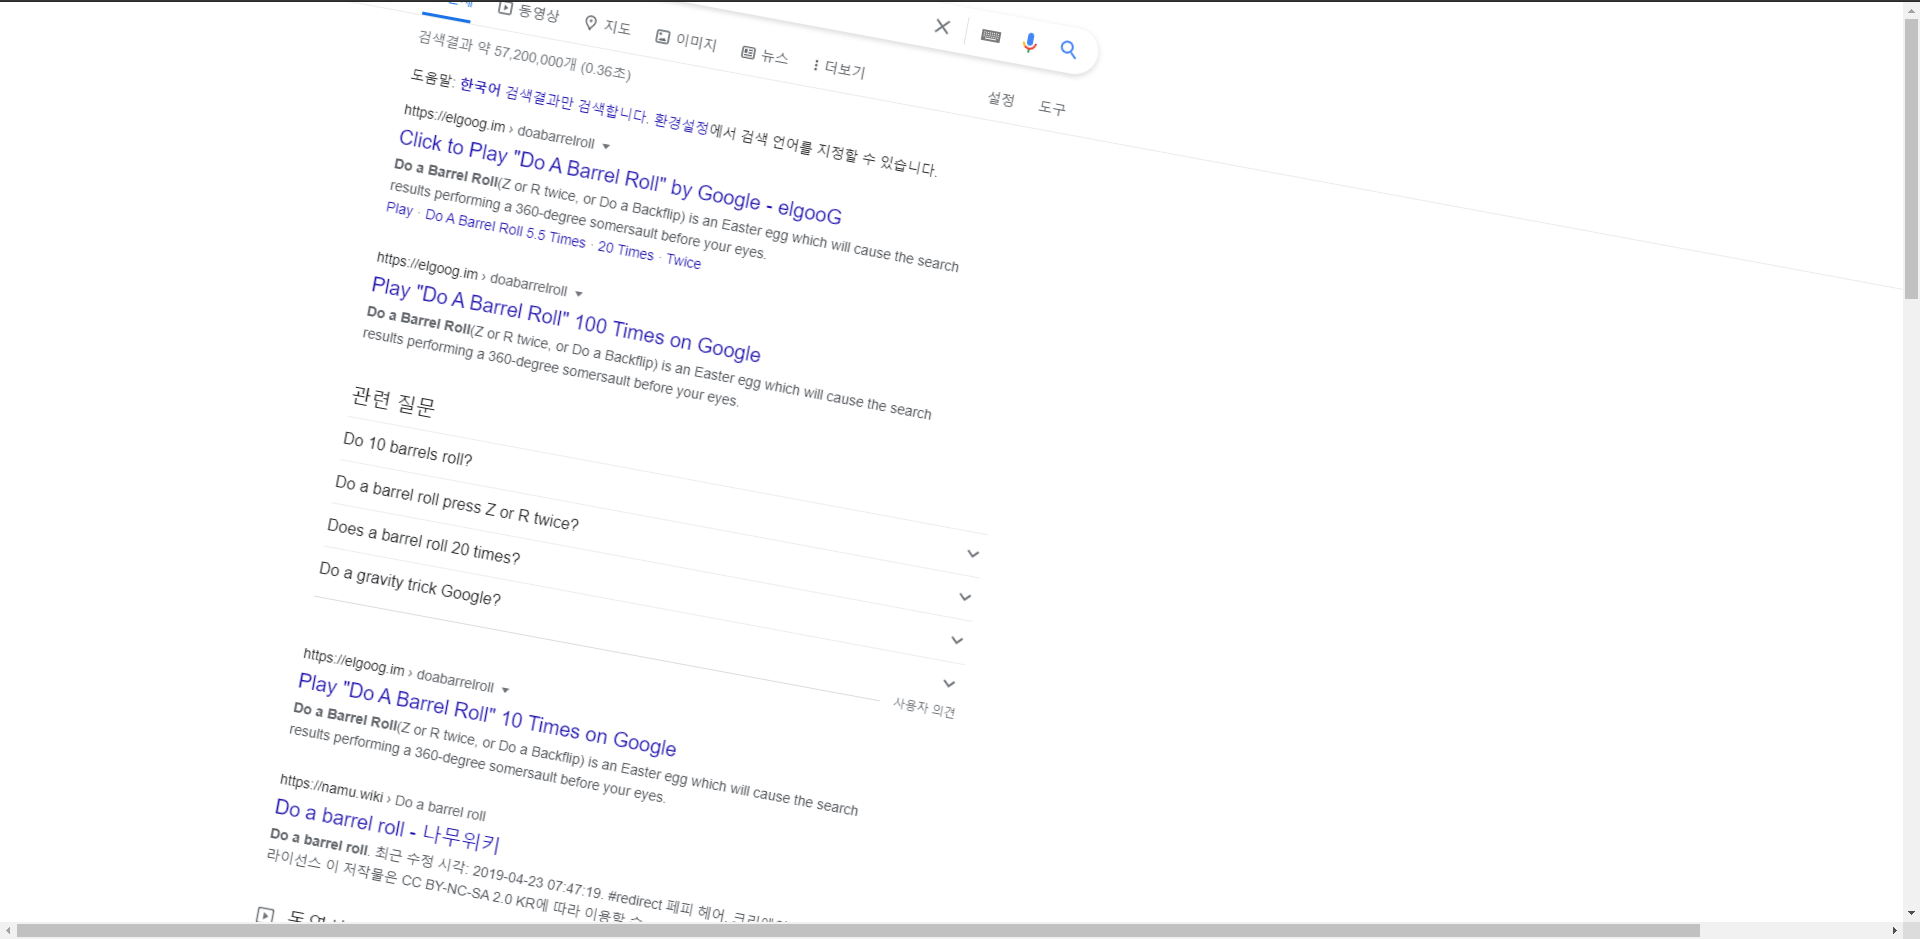 동영상
지도
이미지
뉴스
더보기
설정
도구
검색결과 약 57,200,000개 (0.36초)
도움말: 한국어 검색결과만 검색합니다. 환경설정에서 검색 언어를 지정할 수 있습니다.
https://elgoog.im › doabarrelroll
Click to Play "Do A Barrel Roll" by Google - elgooG
Do a Barrel Roll(Z or R twice, or Do a Backflip) is an Easter egg which will cause the search
results performing a 360-degree somersault before your eyes.
Play · Do A Barrel Roll 5.5 Times · 20 Times · Twice
https://elgoog.im › doabarrelroll
Play "Do A Barrel Roll" 100 Times on Google
Do a Barrel Roll(Z or R twice, or Do a Backflip) is an Easter egg which will cause the search
results performing a 360-degree somersault before your eyes.
관련 질문
Do 10 barrels roll?
Do a barrel roll press Z or R twice?
Does a barrel roll 20 times?
Do a gravity trick Google?
사용자 의견
https://elgoog.im › doabarrelroll
Play "Do A Barrel Roll" 10 Times on Google
Do a Barrel Roll(Z or R twice, or Do a Backflip) is an Easter egg which will cause the search
results performing a 360-degree somersault before your eyes.
https://namu.wiki › Do a barrel roll
Do a barrel roll - 나무위키
Do a barrel roll. 최근 수정 시각: 2019-04-23 07:47:19. #redirect 페피 헤어. 
라이선스 이 저작물은 CC BY-NC-SA 2.0 KR에 따라 이용할 수